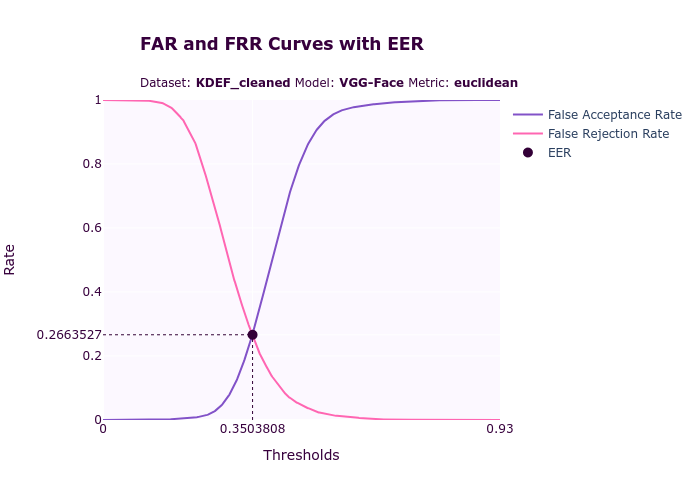 FAR and FRR Curves with EER
Dataset: KDEF_cleaned Model: VGG-Face Metric: euclidean
False Acceptance Rate
False Rejection Rate
EER
Rate
1
0.8
0.6
0.4
0.2663527
0.2
0
0
0.3503808
0.93
Thresholds